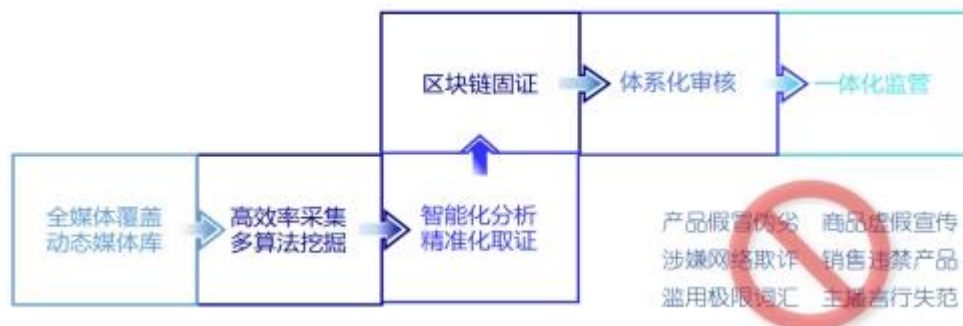 区块链固证
体系化审核
一体化监管
全媒体覆盖
动态媒体库
高效率采集
多算法挖掘
智能化分析
精准化取证
产品假冒伪劣 商品虚假宣传
涉嫌网络欺诈 销售违禁产品
滥用极限词汇 主播言行失范